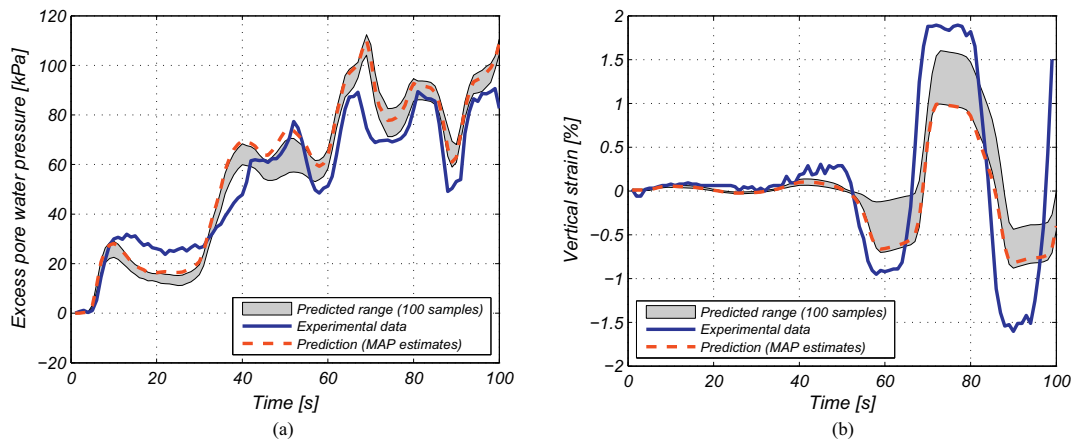 120
100
80
60
40
20
0
−20
Excess pore water pressure [kPa]
Predicted range (100 samples)
Experimental data
Prediction (MAP estimates)
0 20 40 60 80 100
Time [s]
(a)
2
1.5
1
0.5
0
−0.5
−1
−1.5
−2
Vertical strain [%]
Predicted range (100 samples)
Experimental data
Prediction (MAP estimates)
0 20 40 60 80 100
Time [s]
(b)